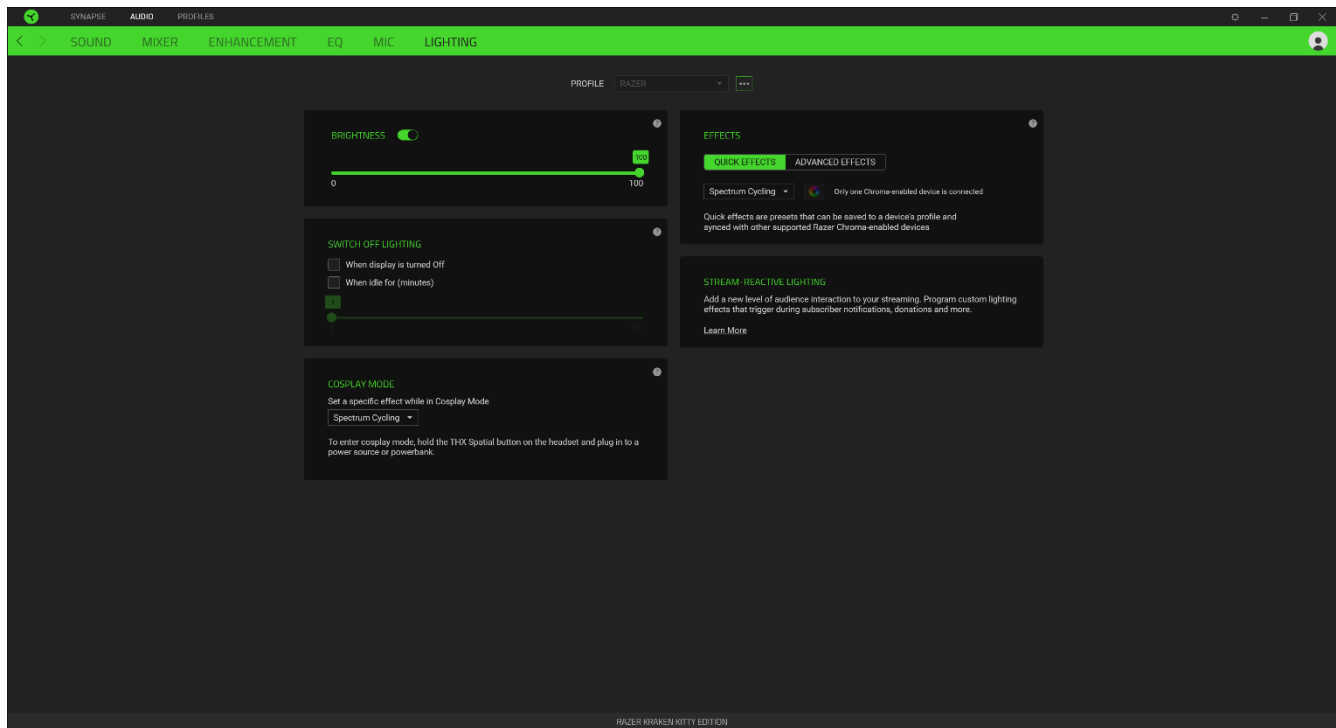 SYNAPSE AUDIO PROFILES
SOUND MIXER ENHANCEMENT EQ MIC LIGHTING
PROFILE RAZER
BRIGHTNESS
100
0 100
SWITCH OFF LIGHTING
When display is turned Off
When idle for (minutes)
1
1 15
COSPLAY MODE
Set a specific effect while in Cosplay Mode
Spectrum Cycling
To enter cosplay mode, hold the THX Spatial button on the headset and plug in to a
power source or powerbank.
EFFECTS
QUICK EFFECTS ADVANCED EFFECTS
Spectrum Cycling Only one Chroma-enabled device is connected
Quick effects are presets that can be saved to a device's profile and
synced with other supported Razer Chroma-enabled devices
STREAM-REACTIVE LIGHTING
Add a new level of audience interaction to your streaming. Program custom lighting
effects that trigger during subscriber notifications, donations and more.
Learn More
RAZER KRAKEN KITTY EDITION